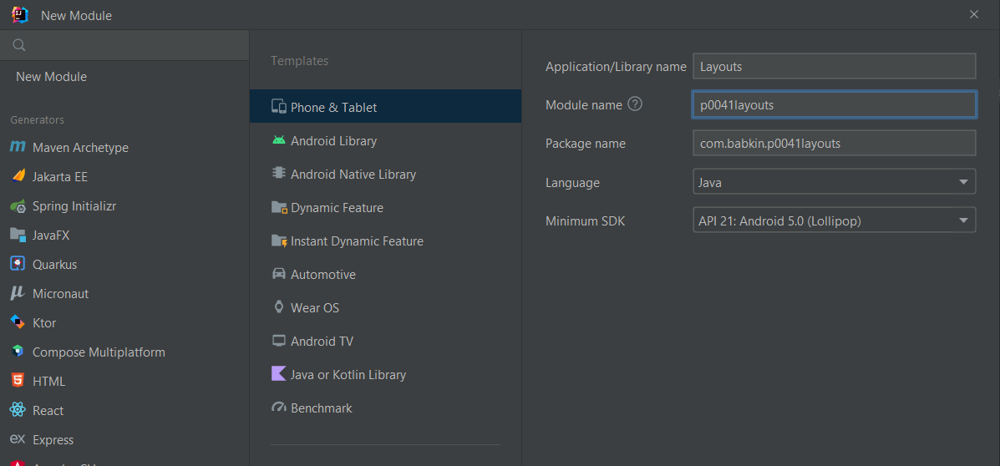 New Module
New Module
Generators
Maven Archetype
Jakarta EE
Spring Initializr
JavaFX
Quarkus
Micronaut
Ktor
Compose Multiplatform
HTML
React
ex Express
Templates
Phone & Tablet
Android Library
Android Native Library
Dynamic Feature
Instant Dynamic Feature
Automotive
Wear OS
Android TV
Java or Kotlin Library
Benchmark
Application/Library name Layouts
Module name ? p0041layouts
Package name com.babkin.p0041layouts
Language Java
Minimum SDK API 21: Android 5.0 (Lollipop)